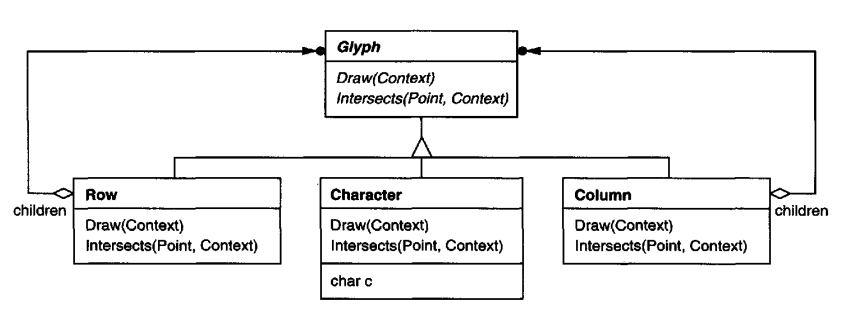 Glyph
Draw(Context)
Intersects(Point, Context)
children
Row
Draw(Context)
Intersects(Point, Context)
Character
Draw(Context)
Intersects(Point, Context)
char c
Column
Draw(Context)
Intersects(Point, Context)
children